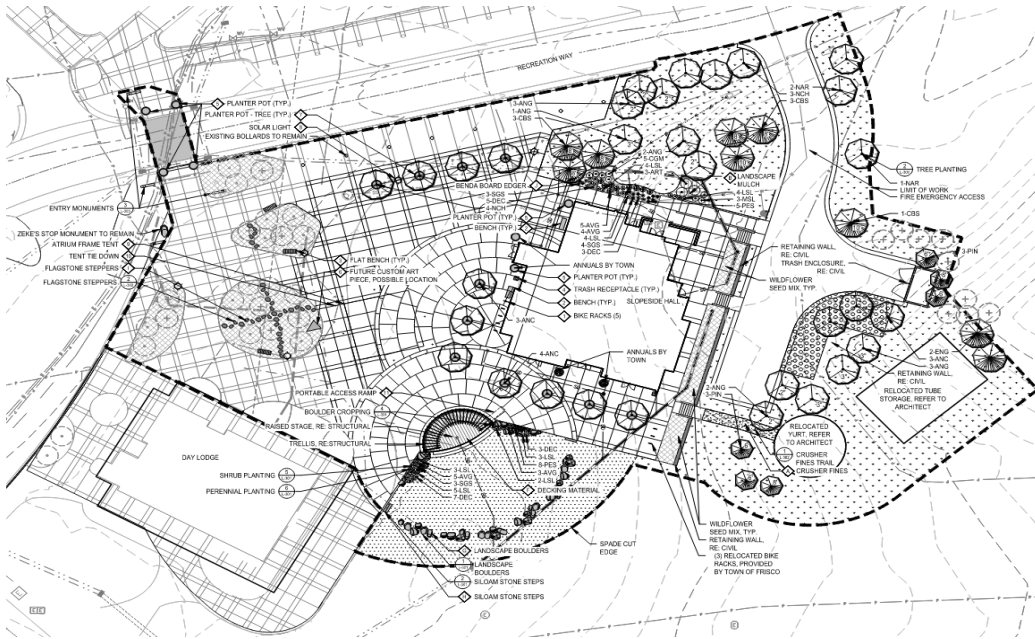 RECREATION WAY
PLANTER POT (TYP.)
PLANTER POT - TREE (TYP.)
SOLAR LIGHT
EXISTING BOLLARDS TO REMAIN
ENTRY MONUMENTS
ZEKE'S STOP MONUMENT TO REMAIN
ATRIUM FRAME TENT
TENT TIE DOWN
FLAGSTONE STEPPERS
FLAGSTONE STEPPERS
3-ANG
1-ANG
3-CBS
2-ANG
5-CGM
4-LSL
3-ART
BENDA BOARD EDGER
3-SGS
5-DEC
4-NCH
PLANTER POT (TYP.)
BENCH (TYP.)
5-AVG
4-AVG
4-LSL
4-SGS
3-DEC
LANDSCAPE
MULCH
4-LSL
3-MSL
5-PES
2-NAR
3-NCH
3-CBS
TREE PLANTING
1-NAR
LIMIT OF WORK
FIRE EMERGENCY ACCESS
1-CBS
3-PIN
RETAINING WALL,
RE: CIVIL
TRASH ENCLOSURE,
RE: CIVIL
WILDFLOWER
SEED MIX, TYP.
FLAT BENCH (TYP.)
FUTURE CUSTOM ART
PIECE, POSSIBLE LOCATION
ANNUALS BY TOWN
PLANTER POT (TYP.)
TRASH RECEPTACLE (TYP.)
BENCH (TYP.)
BIKE RACKS (5)
SLOPESIDE HALL
3-ANC
4-ANC
ANNUALS BY
TOWN
2-ENG
3-ANC
3-ANG
RETAINING WALL,
RE: CIVIL
RELOCATED TUBE
STORAGE, REFER TO
ARCHITECT
2-ANG
3-PIN
RELOCATED
YURT, REFER
TO ARCHITECT
CRUSHER
FINES TRAIL
CRUSHER FINES
PORTABLE ACCESS RAMP
BOULDER CROPPING
RAISED STAGE, RE: STRUCTURAL
TRELLIS, RE: STRUCTURAL
DAY LODGE
SHRUB PLANTING
PERENNIAL PLANTING
3-LSL
5-AVG
3-SGS
5-LSL
7-DEC
3-DEC
3-LSL
8-PES
3-AVG
2-LSL
DECKING MATERIAL
SPADE CUT
EDGE
LANDSCAPE BOULDERS
LANDSCAPE
BOULDERS
SILOAM STONE STEPS
SILOAM STONE STEPS
WILDFLOWER
SEED MIX, TYP.
RETAINING WALL,
RE: CIVIL
(3) RELOCATED BIKE
RACKS, PROVIDED
BY TOWN OF FRISCO